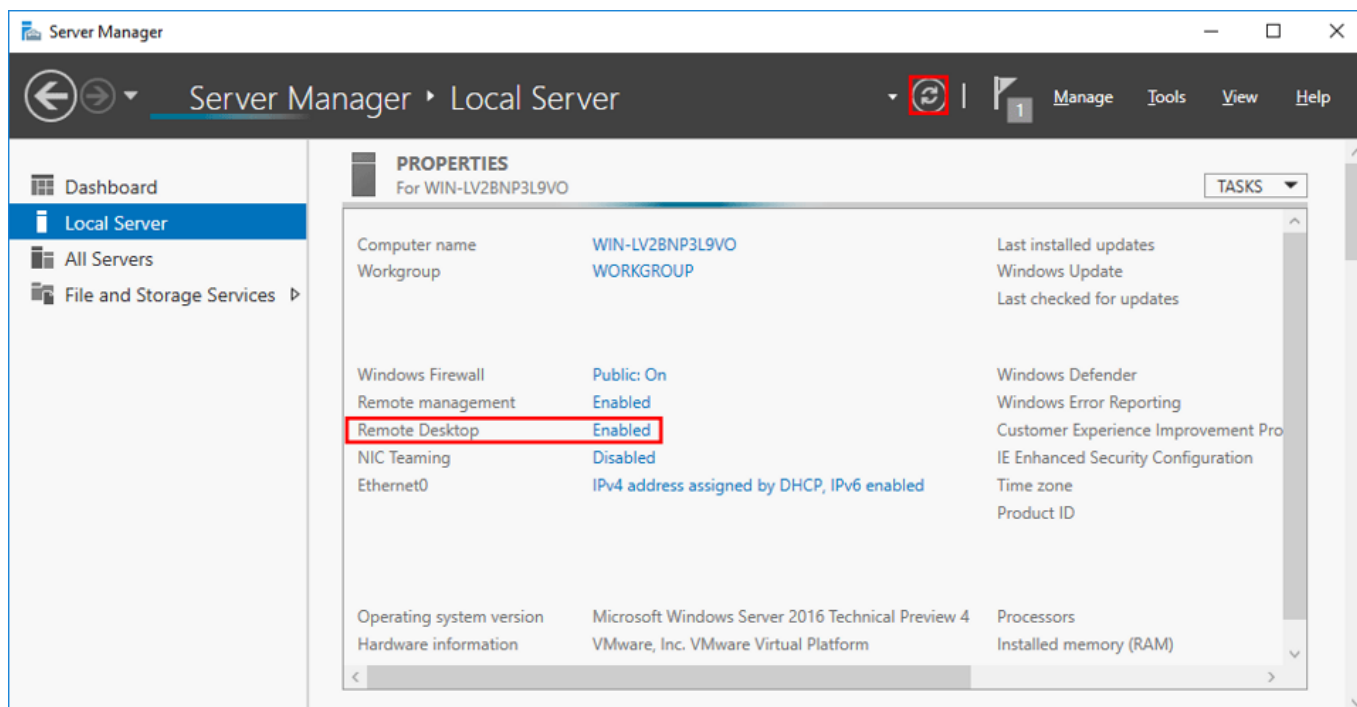 Server Manager
Server Manager • Local Server
1
Manage
Tools
View
Help
Dashboard
Local Server
All Servers
File and Storage Services
PROPERTIES
For WIN-LV2BNP3L9VO
TASKS
Computer name WIN-LV2BNP3L9VO Last installed updates
Workgroup WORKGROUP Windows Update
Last checked for updates
Windows Firewall Public: On Windows Defender
Remote management Enabled Windows Error Reporting
Remote Desktop Enabled Customer Experience Improvement Pro
NIC Teaming Disabled IE Enhanced Security Configuration
Ethernet0 IPv4 address assigned by DHCP, IPv6 enabled Time zone
Product ID
Operating system version Microsoft Windows Server 2016 Technical Preview 4 Processors
Hardware information VMware, Inc. VMware Virtual Platform Installed memory (RAM)